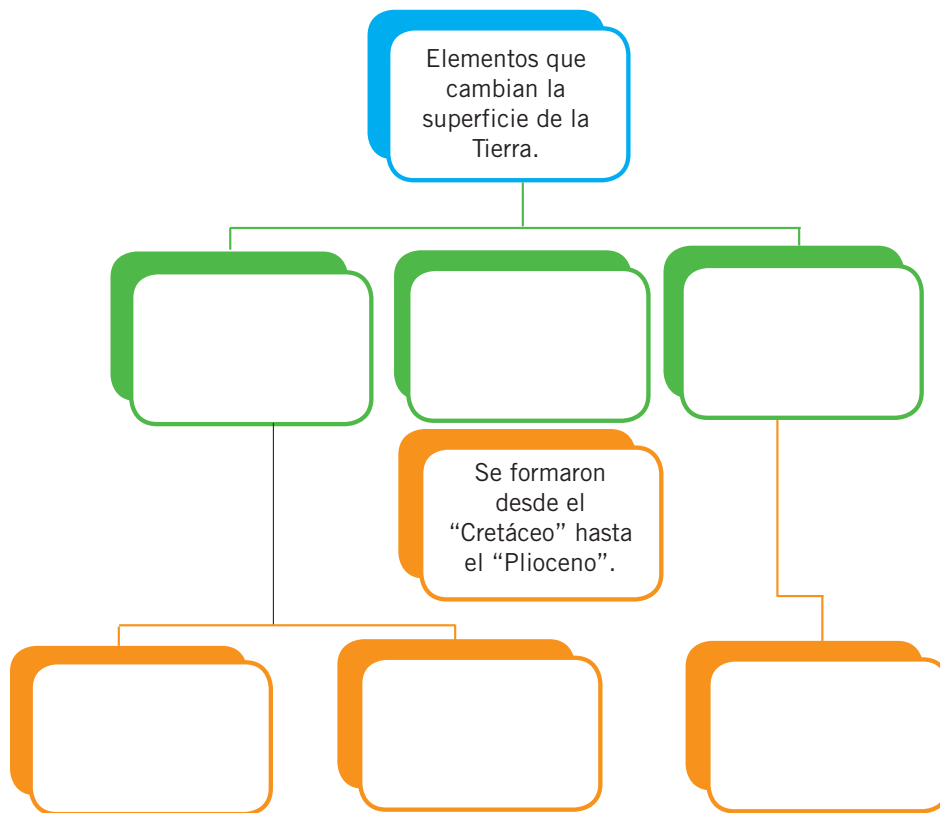 Elementos que
cambian la
superficie de la
Tierra.
Se formaron
desde el
“Cretáceo” hasta
el “Plioceno”.